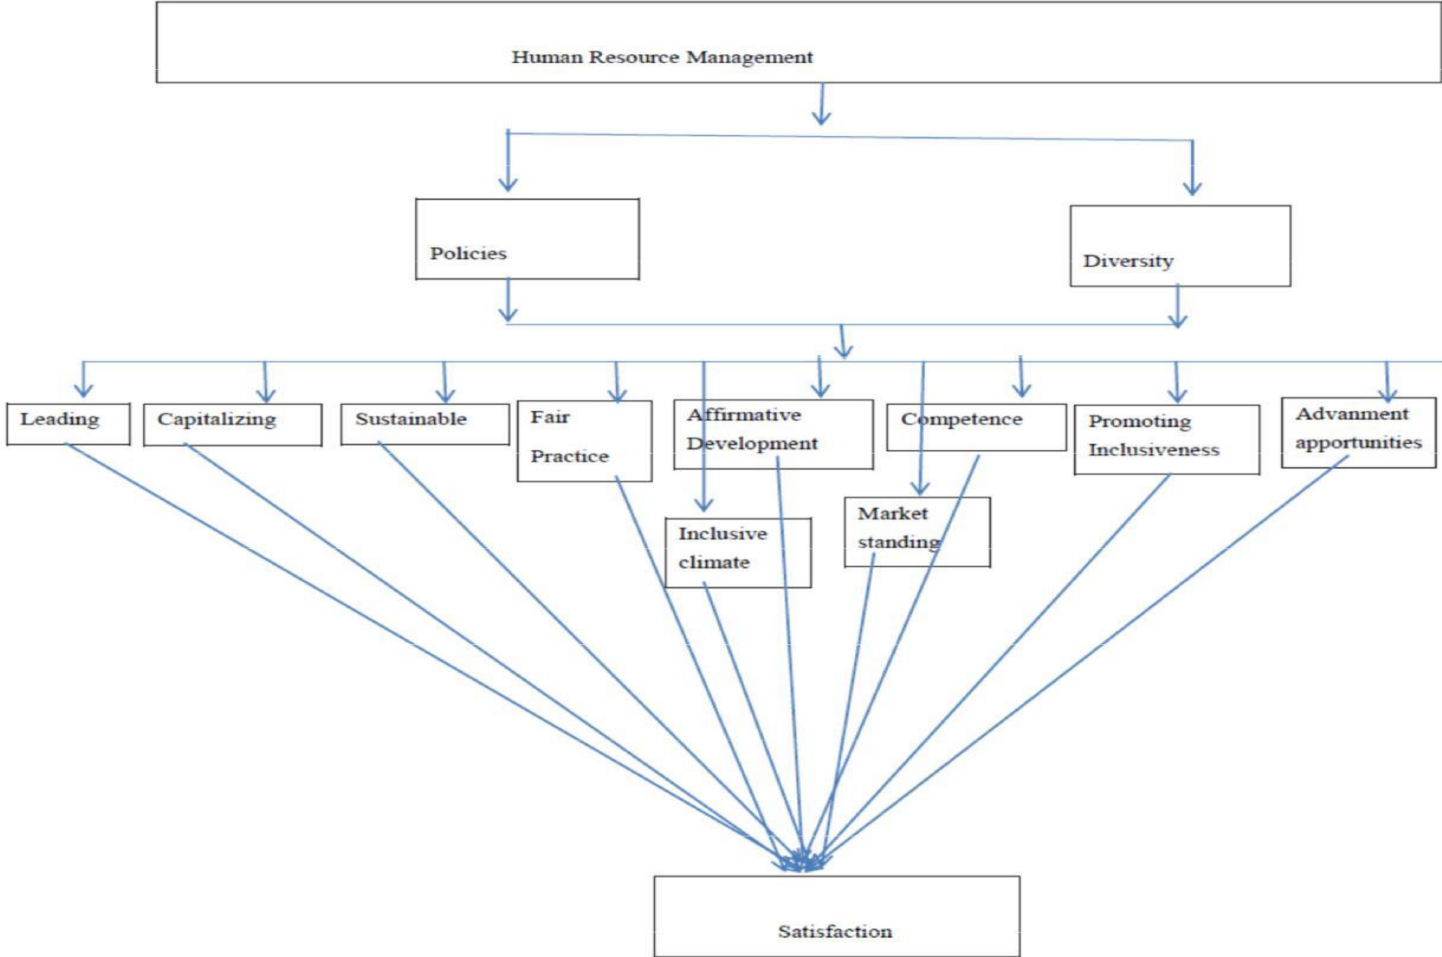 Human Resource Management
Policies
Diversity
Leading
Capitalizing
Sustainable
Fair
Practice
Affirmative
Development
Competence
Promoting
Inclusiveness
Advanment
apportunities
Inclusive
climate
Market
standing
Satisfaction